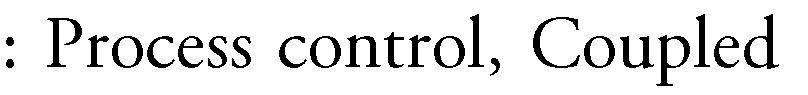 : Process control, Coupled